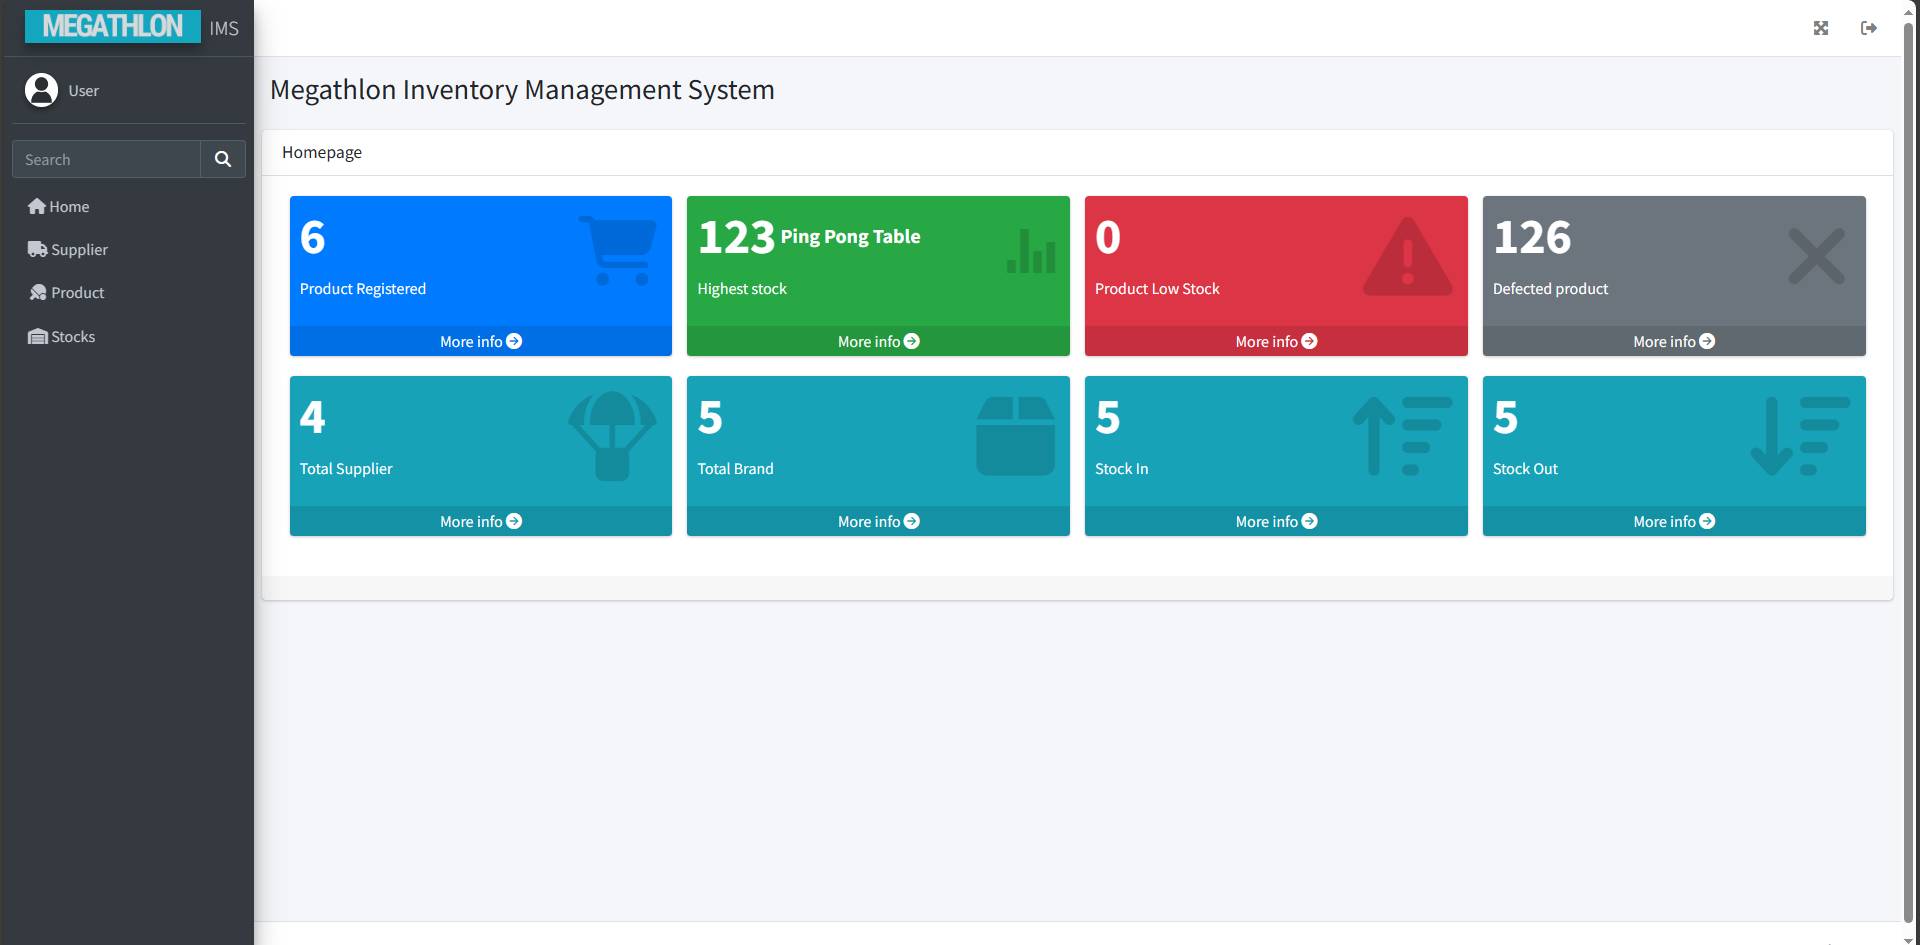 MEGATHLON IMS
User
Search
Home
Supplier
Product
Stocks
Megathlon Inventory Management System
Homepage
6
Product Registered
More info
123 Ping Pong Table
Highest stock
More info
0
Product Low Stock
More info
126
Defected product
More info
4
Total Supplier
More info
5
Total Brand
More info
5
Stock In
More info
5
Stock Out
More info